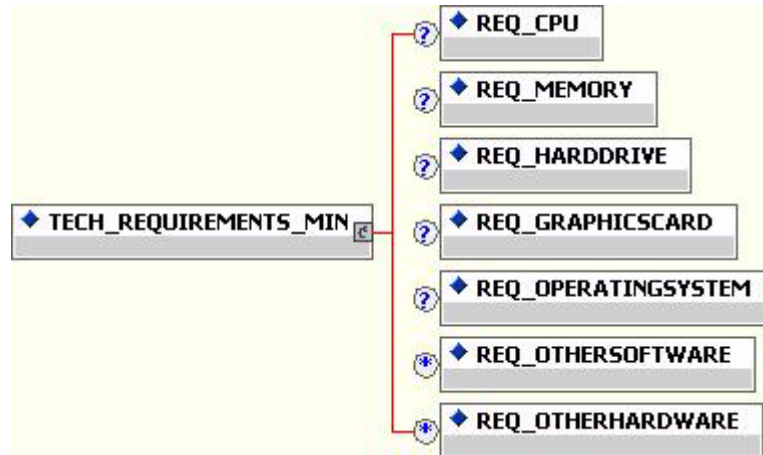 REQ_CPU
REQ_MEMORY
REQ_HARDDRIVE
TECH_REQUIREMENTS_MIN
REQ_GRAPHICSCARD
REQ_OPERATINGSYSTEM
REQ_OTHERSOFTWARE
REQ_OTHERHARDWARE